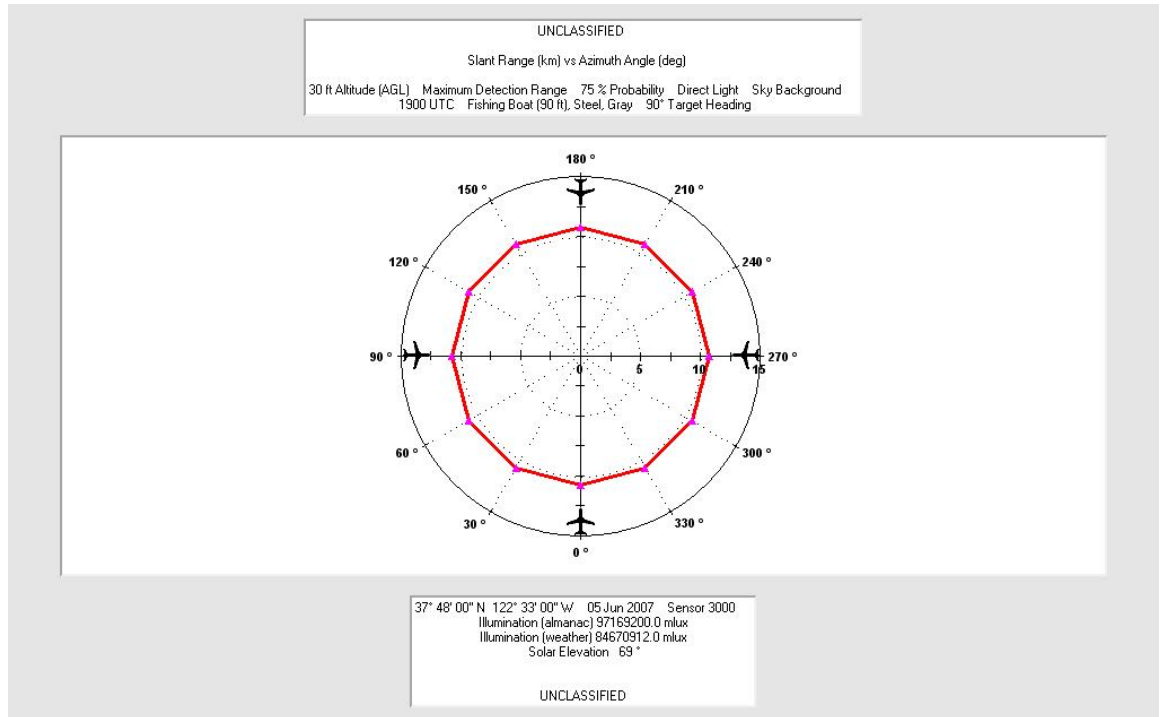 UNCLASSIFIED
Slant Range (km) vs Azimuth Angle (deg)
30 ft Altitude (AGL) Maximum Detection Range 75 % Probability Direct Light Sky Background
1900 UTC Fishing Boat (90 ft), Steel, Gray 90° Target Heading
180 °
150 ° 210 °
120 ° 240 °
90 ° 270 °
0 5 10 15
60 ° 300 °
30 ° 330 °
0 °
37° 48' 00" N 122° 33' 00" W 05 Jun 2007 Sensor 3000
Illumination (almanac) 97169200.0 mlux
Illumination (weather) 84670912.0 mlux
Solar Elevation 69 °
UNCLASSIFIED